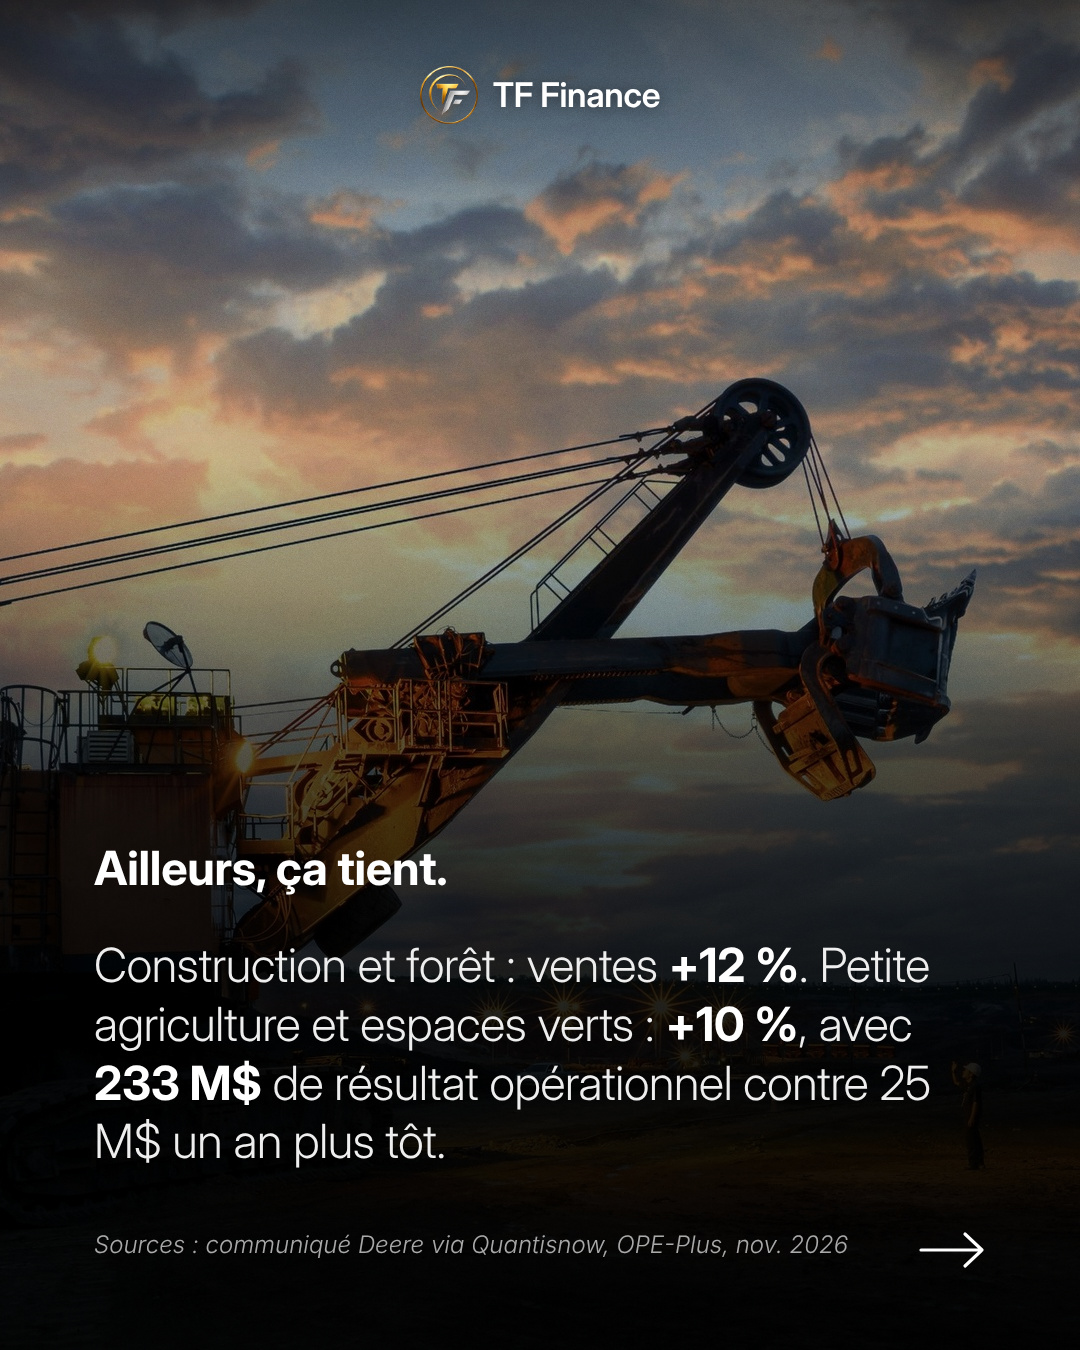 TF Finance
Ailleurs, ça tient.
Construction et forêt : ventes +12 %. Petite
agriculture et espaces verts : +10 %, avec
233 M$ de résultat opérationnel contre 25
M$ un an plus tôt.
Sources : communiqué Deere via Quantisnow, OPE-Plus, nov. 2026